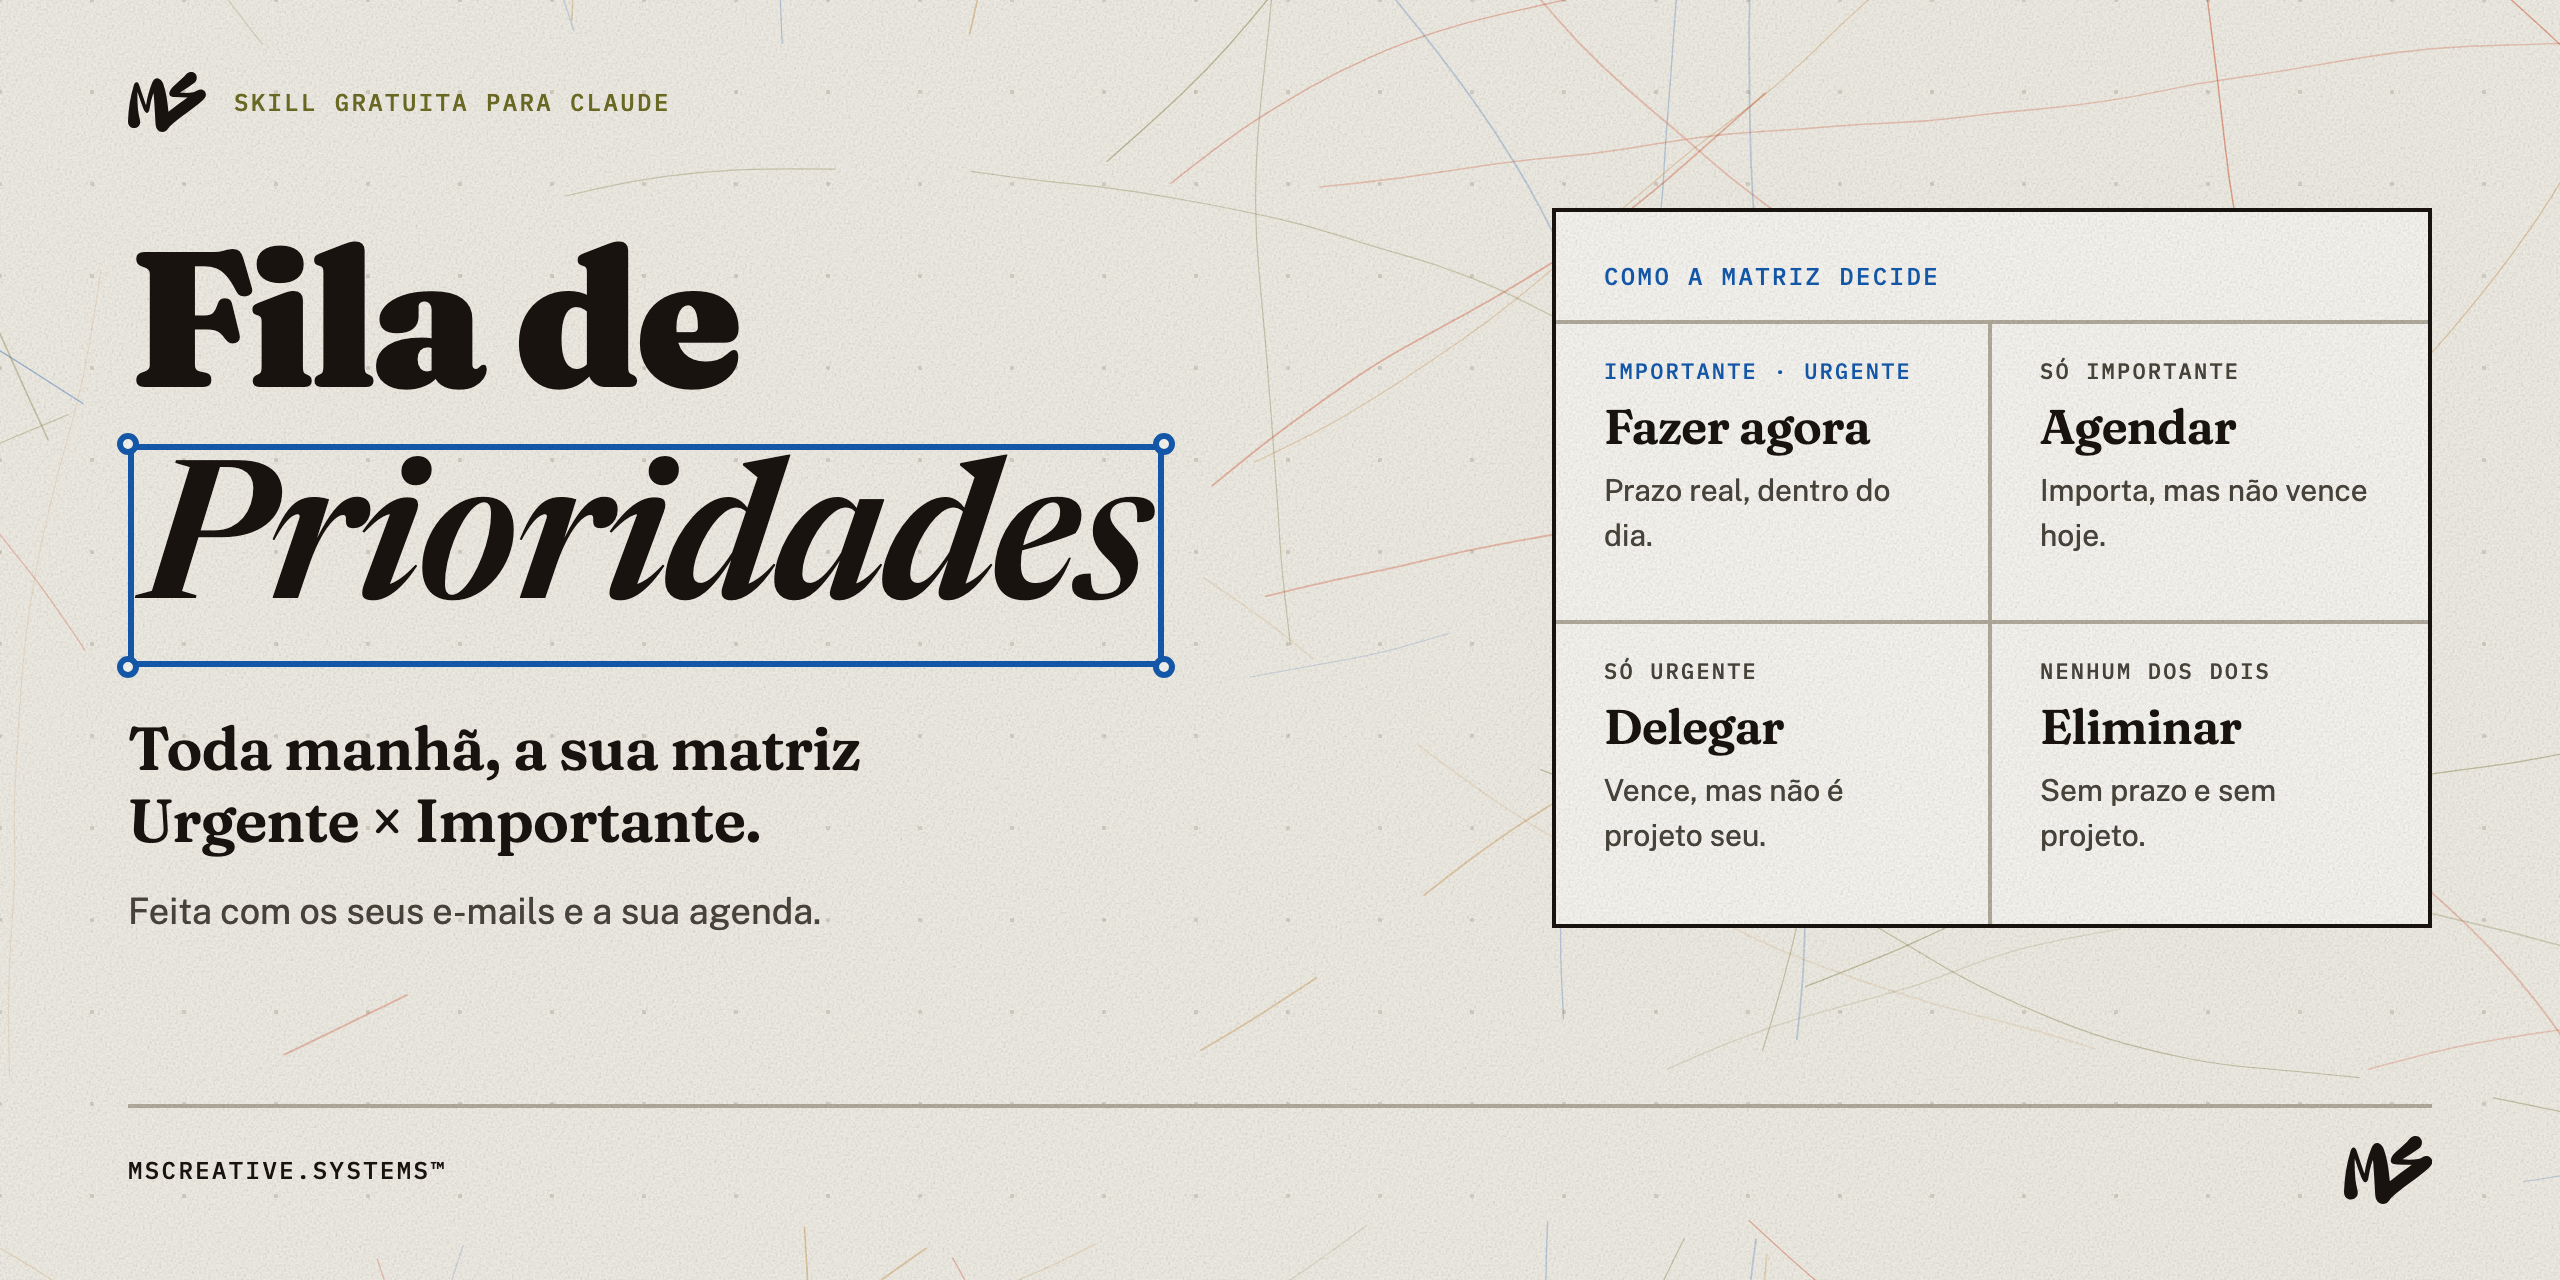 MS
SKILL GRATUITA PARA CLAUDE
Fila de
Prioridades
Toda manhã, a sua matriz
Urgente × Importante.
Feita com os seus e-mails e a sua agenda.
COMO A MATRIZ DECIDE
IMPORTANTE · URGENTE
Fazer agora
Prazo real, dentro do
dia.
SÓ IMPORTANTE
Agendar
Importa, mas não vence
hoje.
SÓ URGENTE
Delegar
Vence, mas não é
projeto seu.
NENHUM DOS DOIS
Eliminar
Sem prazo e sem
projeto.
MSCREATIVE.SYSTEMS™
MS